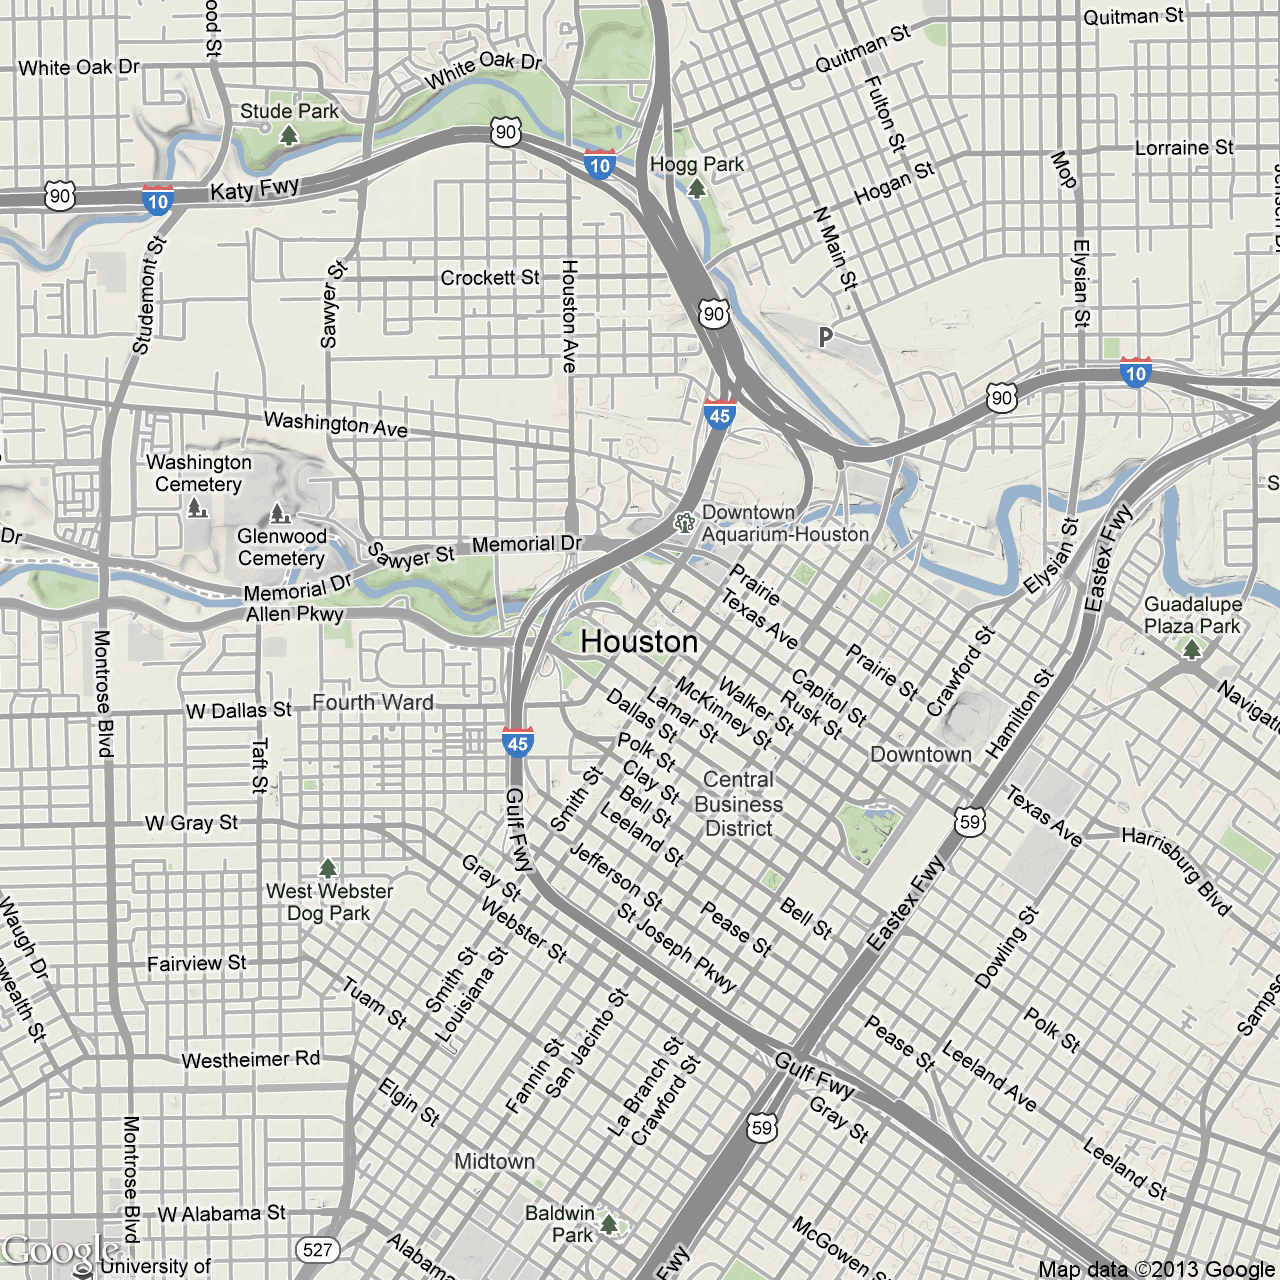 ood St
Quitman St
White Oak Dr
White Oak Dr
Quitman St
Stude Park
Fulton St
90
10
Hogg Park
Lorraine St
Mop
Hogan St
90
10
Katy Fwy
N Main St
Studemont St
Sawyer St
Crockett St
Houston Ave
Elysian St
90
P
10
90
45
Washington Ave
Washington
Cemetery
Glenwood
Cemetery
Downtown
Aquarium-Houston
Dr
Sawyer St
Memorial Dr
Memorial Dr
Allen Pkwy
Elysian St
Eastex Fwy
Prairie
Texas Ave
Guadalupe
Plaza Park
Houston
Montrose Blvd
Prairie St
Crawford St
Fourth Ward
W Dallas St
Capitol St
Rusk St
Walker St
McKinney St
Lamar St
Dallas St
Hamilton St
Navigatio
45
Taft St
Polk St
Clay St
Bell St
Leeland St
Smith St
Downtown
Central
Business
District
Texas Ave
59
W Gray St
Gulf Fwy
Harrisburg Blvd
West Webster
Dog Park
Gray St
Webster St
Jefferson St
St Joseph Pkwy
Pease St
Bell St
Eastex Fwy
Waugh Dr
nwealth St
Fairview St
Tuam St
Smith St
Louisiana St
Dowling St
Sampso
Westheimer Rd
Fannin St
San Jacinto St
La Branch St
Crawford St
Gulf Fwy
Pease St
Polk St
Leeland Ave
Elgin St
59
Gray St
Montrose Blvd
Midtown
Leeland St
W Alabama St
Baldwin
Park
McGowen St
527
Alabama
Fwy
Google
University of
Map data ©2013 Google